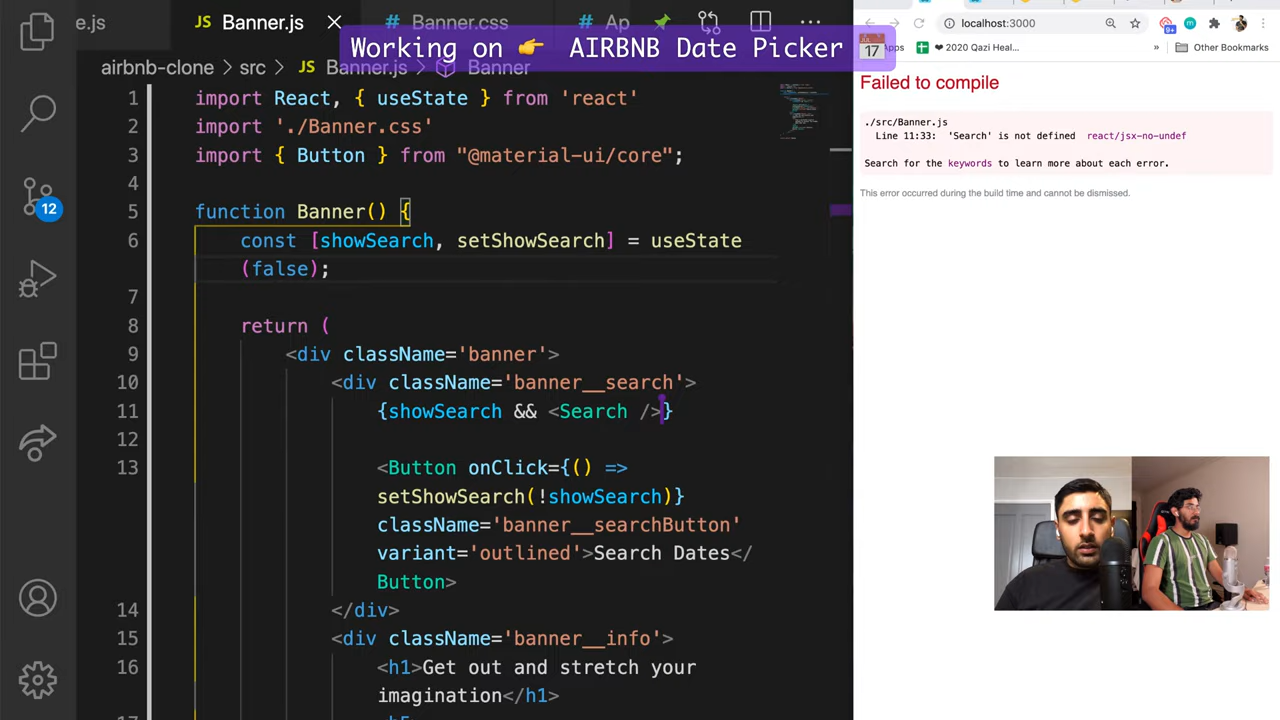 e.js
JS Banner.js
# Banner.css
# Ap
Working on 👉 AIRBNB Date Picker 📅
17
airbnb-clone > src > JS Banner.js > Banner
12
1 import React, { useState } from 'react'
2 import './Banner.css'
3 import { Button } from "@material-ui/core";
4
5 function Banner() {
6 const [showSearch, setShowSearch] = useState
(false);
7
8 return (
9 <div className='banner'>
10 <div className='banner__search'>
11 {showSearch && <Search />}
12
13 <Button onClick={() =>
setShowSearch(!showSearch)}
className='banner__searchButton'
variant='outlined'>Search Dates</
Button>
14 </div>
15 <div className='banner__info'>
16 <h1>Get out and stretch your
imagination</h1>
localhost:3000
9+
❤ 2020 Qazi Heal...
» Other Bookmarks
Failed to compile
./src/Banner.js
Line 11:33: 'Search' is not defined react/jsx-no-undef
Search for the keywords to learn more about each error.
This error occurred during the build time and cannot be dismissed.